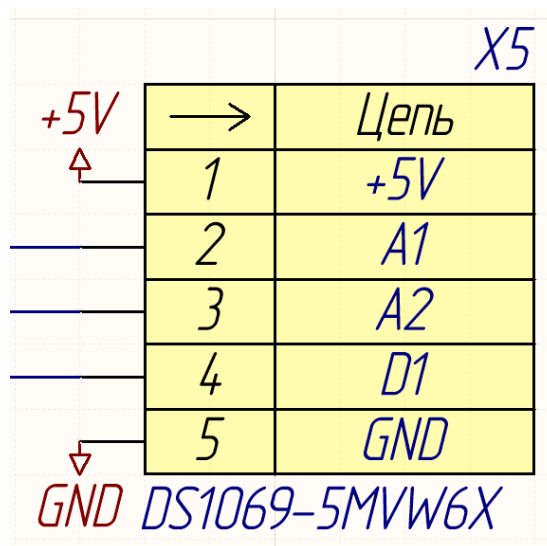 X5
+5V → Цепь
1 +5V
2 A1
3 A2
4 D1
5 GND
GND DS1069-5MVW6X